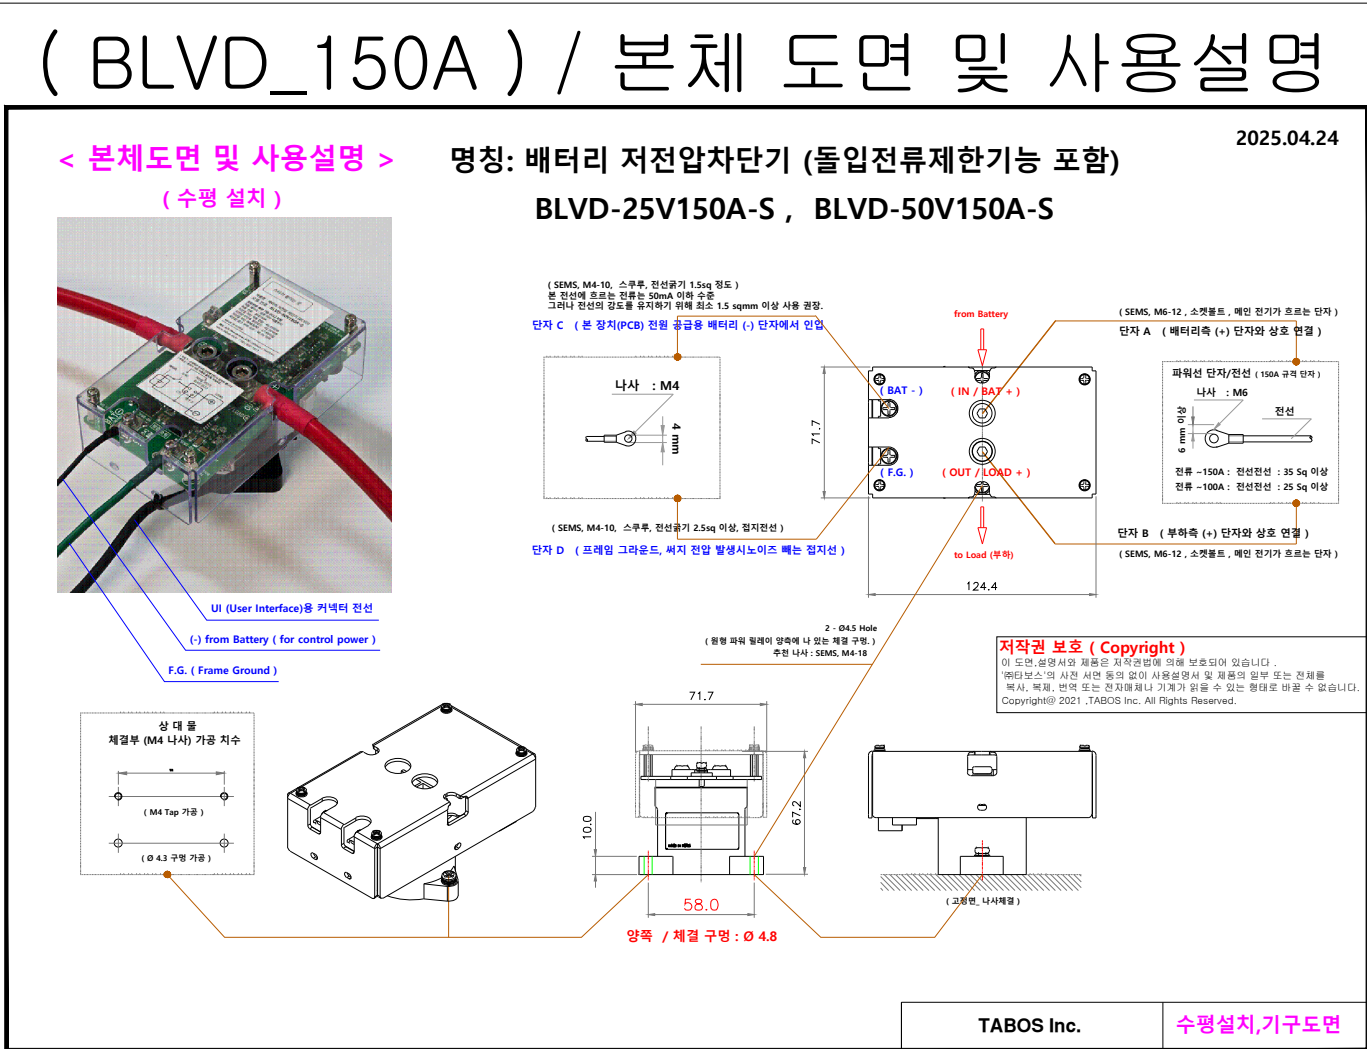 ( BLVD_150A ) / 본체 도면 및 사용설명
2025.04.24
< 본체도면 및 사용설명 >
( 수평 설치 )
명칭: 배터리 저전압차단기 (돌입전류제한기능 포함)
BLVD-25V150A-S ,   BLVD-50V150A-S
( SEMS, M4-10,  스쿠루, 전선굵기 1.5sq 정도 )
본 전선에 흐르는 전류는 50mA 이하 수준
그러나 전선의 강도를 유지하기 위해 최소 1.5 sqmm 이상 사용 권장.
단자 C   ( 본 장치(PCB) 전원 공급용 배터리 (-) 단자에서 인입
나사   : M4
4 mm
( SEMS, M4-10,  스쿠루, 전선굵기 2.5sq 이상, 접지전선 )
단자 D   ( 프레임 그라운드, 써지 전압 발생시노이즈 빼는 접지선 )
from Battery
( BAT - )
( IN / BAT + )
( F.G. )
( OUT / LOAD + )
to Load (부하)
71.7
124.4
( SEMS, M6-12 , 소켓볼트 , 메인 전기가 흐르는 단자 )
단자 A   ( 배터리측 (+) 단자와 상호 연결 )
파워선 단자/전선 ( 150A 규격 단자 )
나사   : M6
전선
6 mm 이상
전류 ~150A :  전선전선  : 35 Sq 이상
전류 ~100A :  전선전선  : 25 Sq 이상
단자 B   ( 부하측 (+) 단자와 상호 연결 )
( SEMS, M6-12 , 소켓볼트 , 메인 전기가 흐르는 단자 )
UI (User Interface)용 커넥터 전선
(-) from Battery ( for control power )
F.G. ( Frame Ground )
2 - Ø4.5 Hole
( 원형 파워 릴레이 양측에 나 있는 체결 구멍. )
추천 나사 : SEMS, M4-18
저작권 보호 ( Copyright )
이 도면,설명서와 제품은 저작권법에 의해 보호되어 있습니다 .
'㈜타보스'의 사전 서면 동의 없이 사용설명서 및 제품의 일부 또는 전체를
복사, 복제, 번역 또는 전자매체나 기계가 읽을 수 있는 형태로 바꿀 수 없습니다.
Copyright@ 2021 ,TABOS Inc. All Rights Reserved.
상 대 물
체결부 (M4 나사) 가공 치수
( M4 Tap 가공 )
( Ø 4.3 구멍 가공 )
71.7
67.2
10.0
58.0
양쪽  / 체결 구멍 : Ø 4.8
( 고정면_ 나사체결 )
TABOS Inc.
수평설치,기구도면